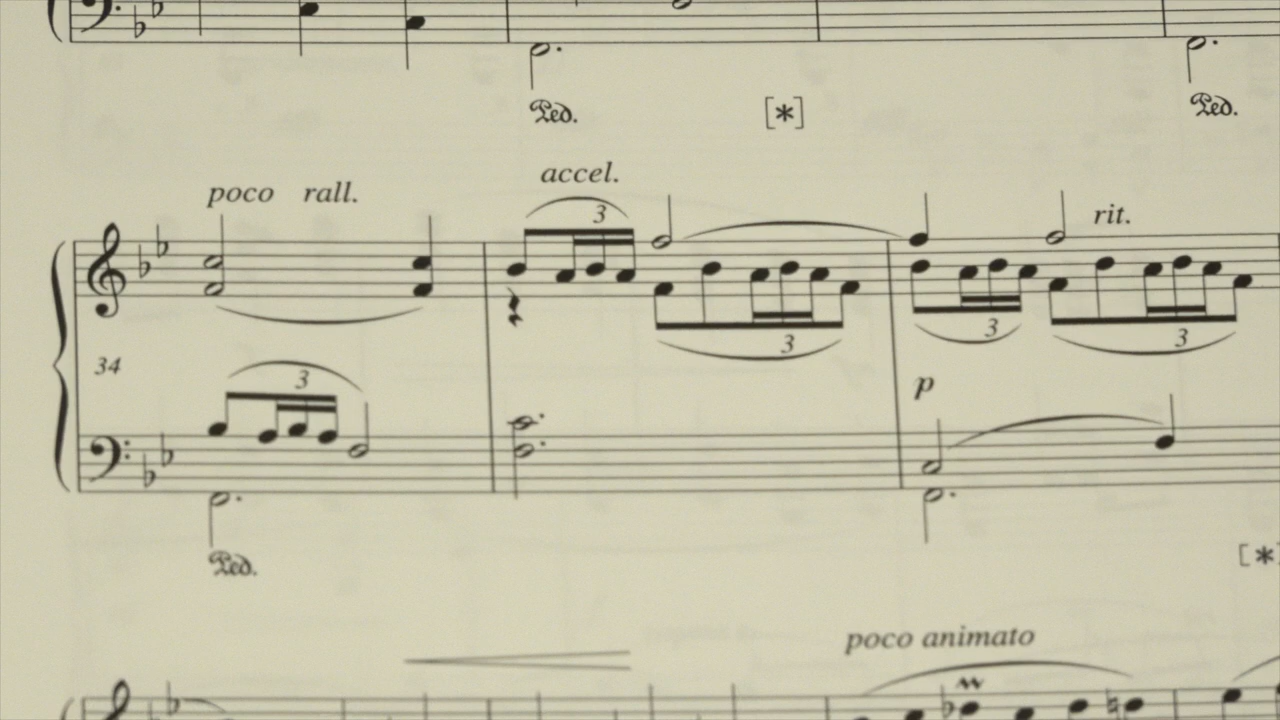 Ped. [*] Ped.
accel.
poco rall.
3 rit.
3 3 3
34
3 p
Ped. [*]
poco animato